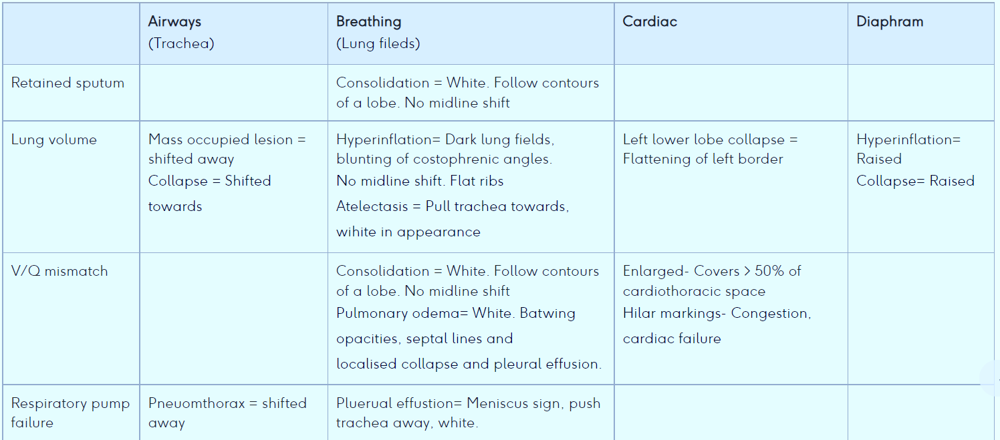 Airways
(Trachea)
Breathing
(Lung fileds)
Cardiac
Diaphram
Retained sputum
Consolidation = White. Follow contours
of a lobe. No midline shift
Lung volume
Mass occupied lesion =
shifted away
Collapse = Shifted
towards
Hyperinflation= Dark lung fields,
blunting of costophrenic angles.
No midline shift. Flat ribs
Atelectasis = Pull trachea towards,
wihite in appearance
Left lower lobe collapse =
Flattening of left border
Hyperinflation=
Raised
Collapse= Raised
V/Q mismatch
Consolidation = White. Follow contours
of a lobe. No midline shift
Pulmonary odema= White. Batwing
opacities, septal lines and
localised collapse and pleural effusion.
Enlarged- Covers > 50% of
cardiothoracic space
Hilar markings- Congestion,
cardiac failure
Respiratory pump
failure
Pneuomthorax = shifted
away
Pluerual effustion= Meniscus sign, push
trachea away, white.